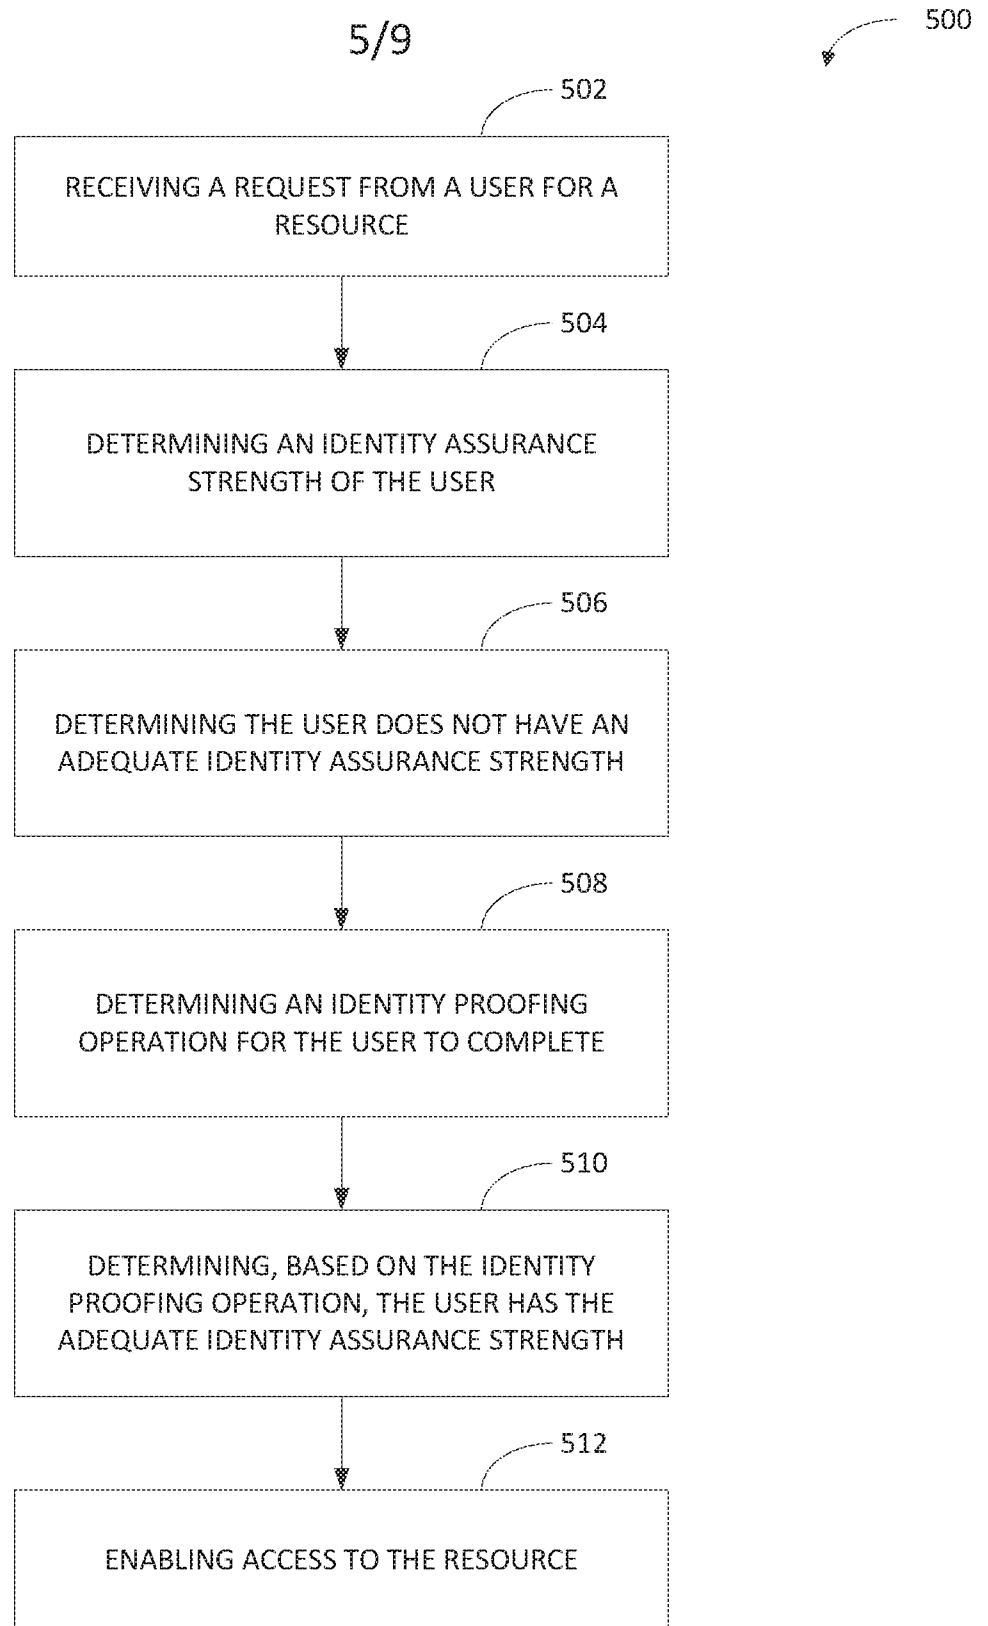 5/9
500
502
RECEIVING A REQUEST FROM A USER FOR A
RESOURCE
504
DETERMINING AN IDENTITY ASSURANCE
STRENGTH OF THE USER
506
DETERMINING THE USER DOES NOT HAVE AN
ADEQUATE IDENTITY ASSURANCE STRENGTH
508
DETERMINING AN IDENTITY PROOFING
OPERATION FOR THE USER TO COMPLETE
510
DETERMINING, BASED ON THE IDENTITY
PROOFING OPERATION, THE USER HAS THE
ADEQUATE IDENTITY ASSURANCE STRENGTH
512
ENABLING ACCESS TO THE RESOURCE